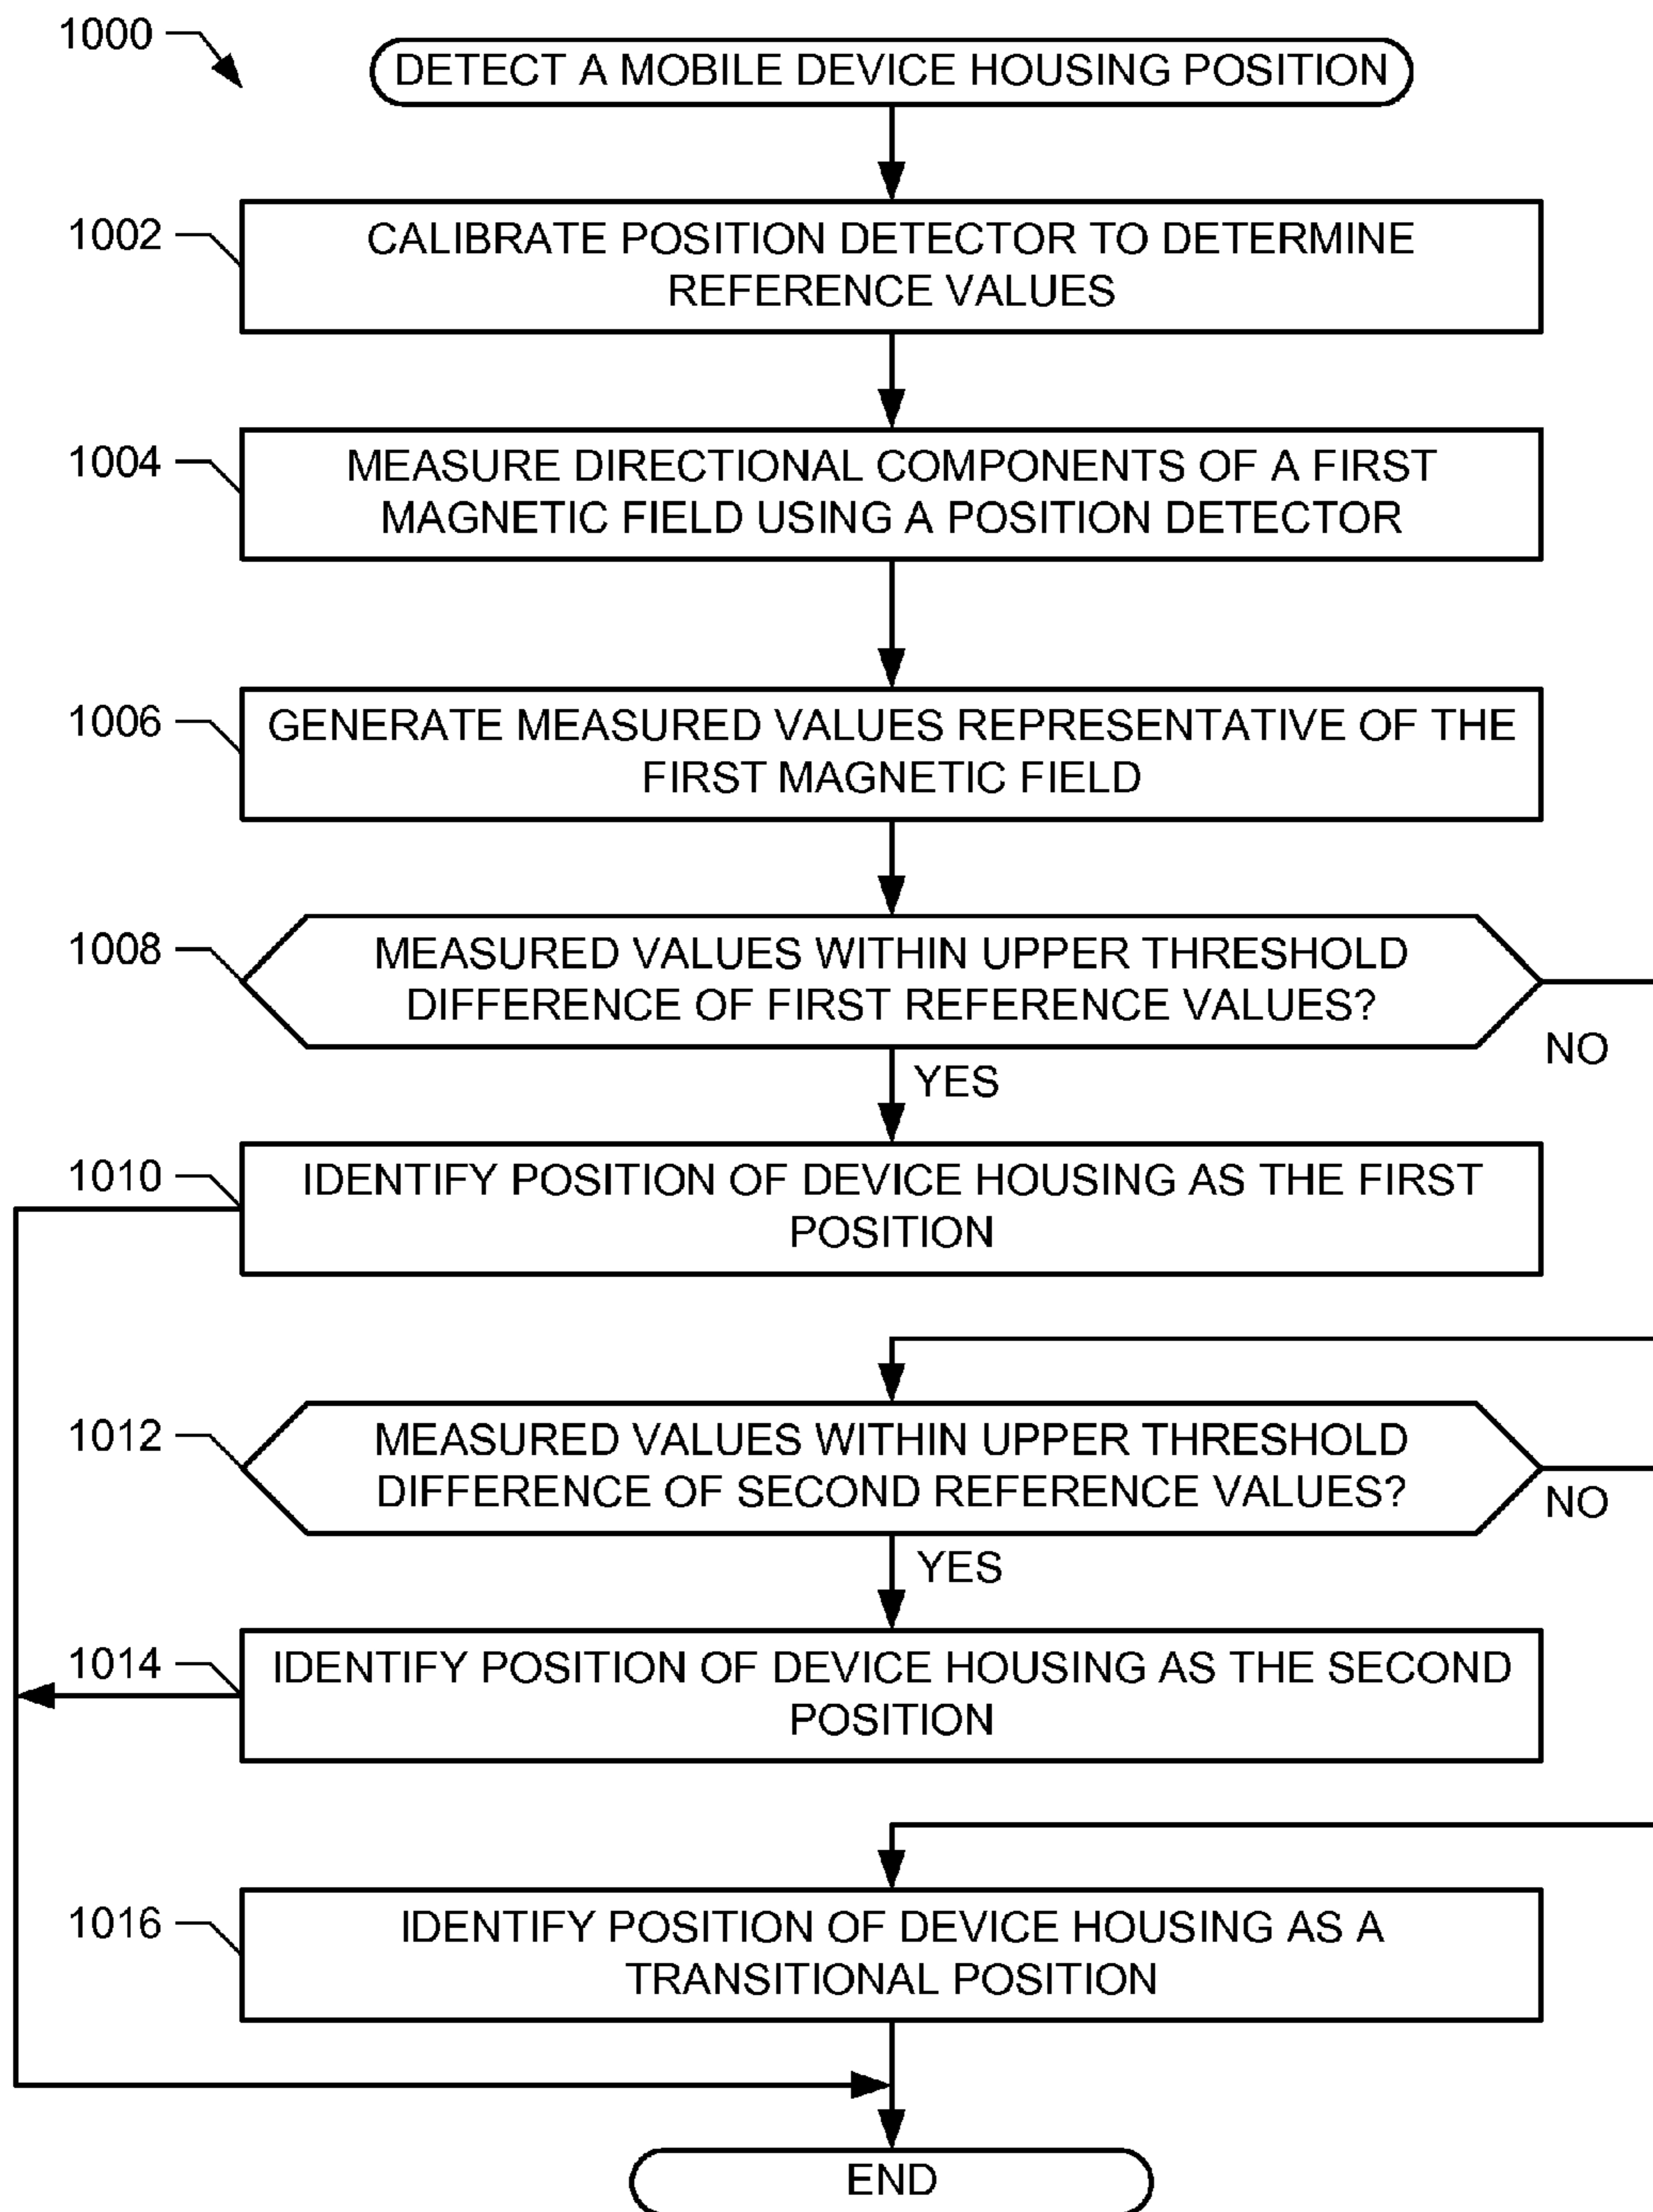 1000
DETECT A MOBILE DEVICE HOUSING POSITION
1002
CALIBRATE POSITION DETECTOR TO DETERMINE
REFERENCE VALUES
1004
MEASURE DIRECTIONAL COMPONENTS OF A FIRST
MAGNETIC FIELD USING A POSITION DETECTOR
1006
GENERATE MEASURED VALUES REPRESENTATIVE OF THE
FIRST MAGNETIC FIELD
1008
MEASURED VALUES WITHIN UPPER THRESHOLD
DIFFERENCE OF FIRST REFERENCE VALUES?
NO
YES
1010
IDENTIFY POSITION OF DEVICE HOUSING AS THE FIRST
POSITION
1012
MEASURED VALUES WITHIN UPPER THRESHOLD
DIFFERENCE OF SECOND REFERENCE VALUES?
NO
YES
1014
IDENTIFY POSITION OF DEVICE HOUSING AS THE SECOND
POSITION
1016
IDENTIFY POSITION OF DEVICE HOUSING AS A
TRANSITIONAL POSITION
END